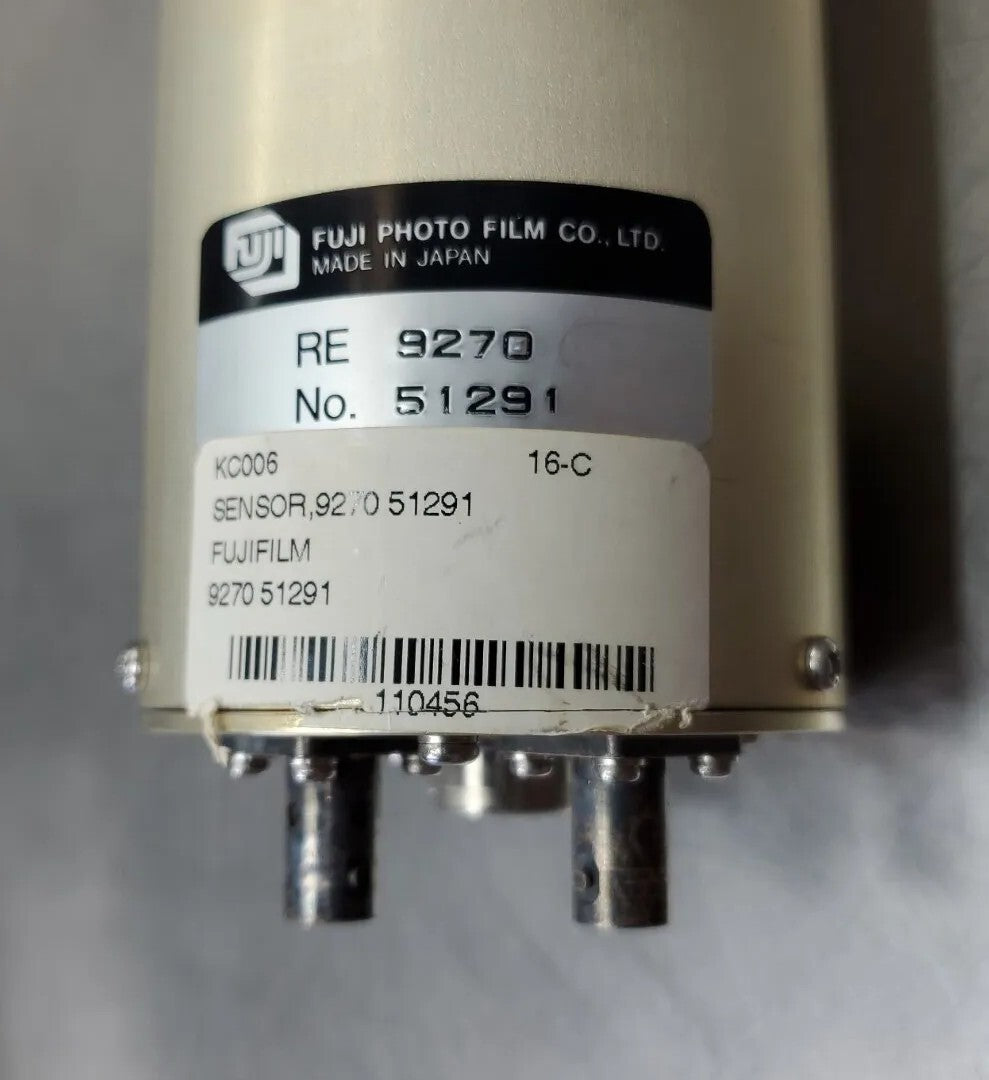 FUJI
FUJI PHOTO FILM CO., LTD.
MADE IN JAPAN
RE 9270
No. 51291
KC006 16-C
SENSOR,9270 51291
FUJIFILM
9270 51291
110456